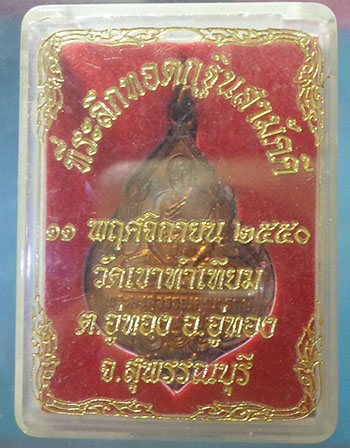 ที่ระลึกทอดกฐินสามัคคี
๑๑ พฤศจิกายน ๒๕๕๐
วัดเขาทำเทียม
ต.อู่ทอง อ.อู่ทอง
จ.สุพรรณบุรี